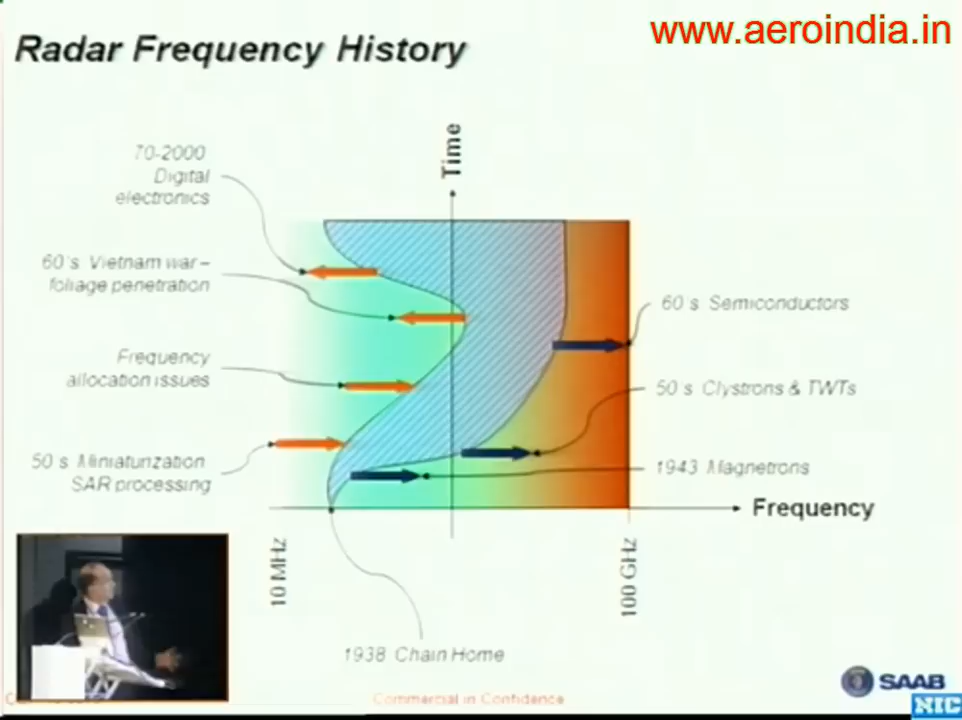 Radar Frequency History
www.aeroindia.in
Time
70-2000
Digital
electronics
60's Vietnam war –
foliage penetration
60 s Semiconductors
Frequency
allocation issues
50 s Clystrons & TWTs
50 s Miniaturization
SAR processing
1943 Magnetrons
Frequency
10 MHz
100 GHz
1938 Chain Home
SAAB
Commercial in Confidence
NIC